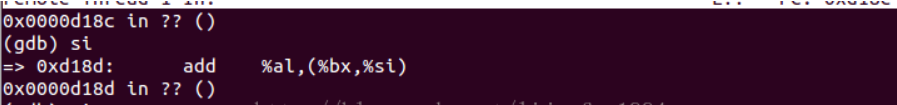 0x0000d18c in ?? ()
(gdb) si
=> 0xd18d:      add    %al,(%bx,%si)
0x0000d18d in ?? ()